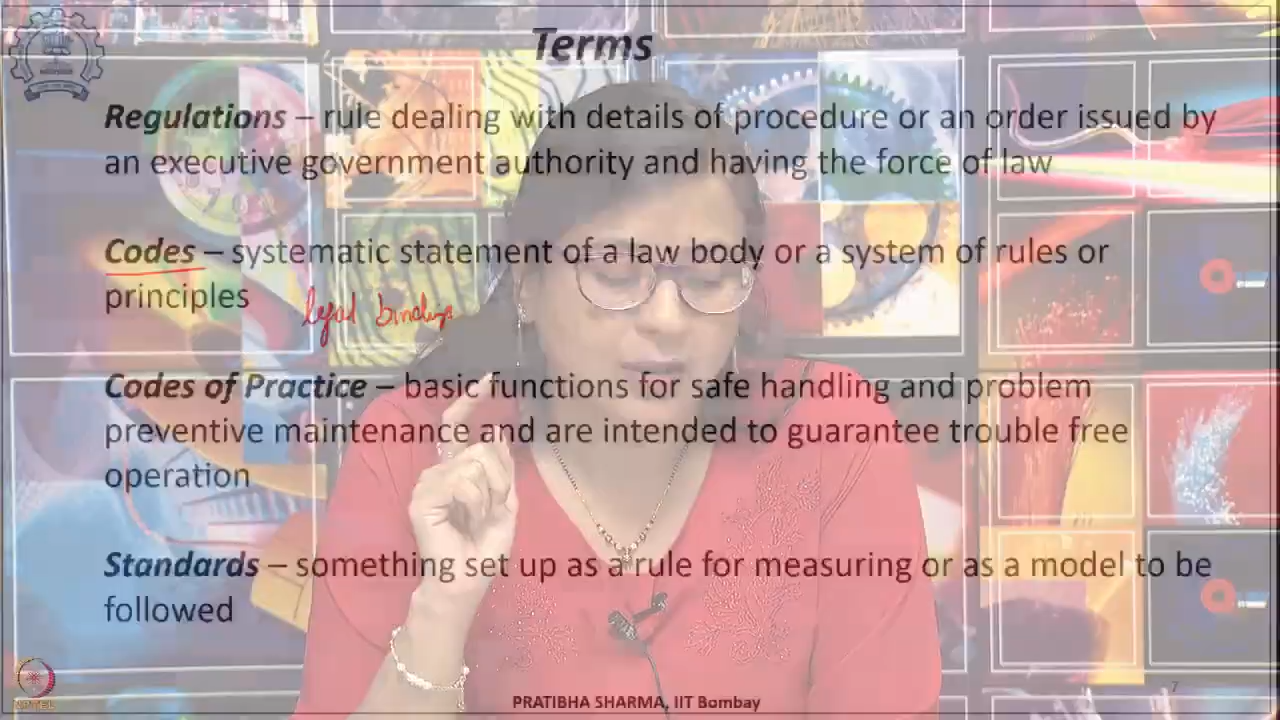 Terms
Regulations – rule dealing with details of procedure or an order issued by
an executive government authority and having the force of law
Codes – systematic statement of a law body or a system of rules or
principles
legal bindings
Codes of Practice – basic functions for safe handling and problem
preventive maintenance and are intended to guarantee trouble free
operation
Standards – something set up as a rule for measuring or as a model to be
followed
7
PRATIBHA SHARMA, IIT Bombay
NPTEL